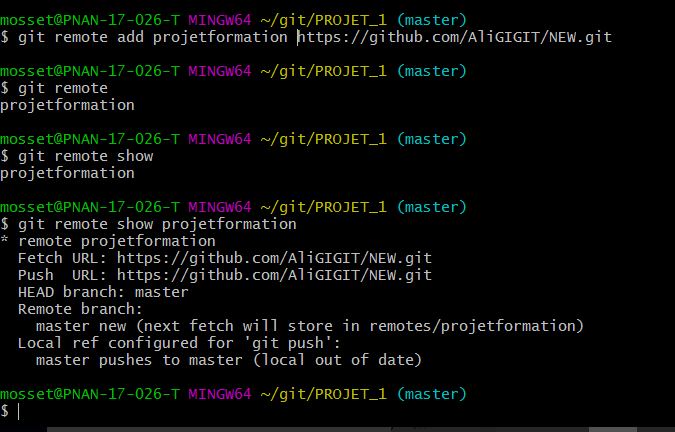 mosset@PNAN-17-026-T MINGW64 ~/git/PROJET_1 (master)
$ git remote add projetformation https://github.com/AliGIGIT/NEW.git
mosset@PNAN-17-026-T MINGW64 ~/git/PROJET_1 (master)
$ git remote
projetformation
mosset@PNAN-17-026-T MINGW64 ~/git/PROJET_1 (master)
$ git remote show
projetformation
mosset@PNAN-17-026-T MINGW64 ~/git/PROJET_1 (master)
$ git remote show projetformation
* remote projetformation
  Fetch URL: https://github.com/AliGIGIT/NEW.git
  Push  URL: https://github.com/AliGIGIT/NEW.git
  HEAD branch: master
  Remote branch:
    master new (next fetch will store in remotes/projetformation)
  Local ref configured for 'git push':
    master pushes to master (local out of date)
mosset@PNAN-17-026-T MINGW64 ~/git/PROJET_1 (master)
$